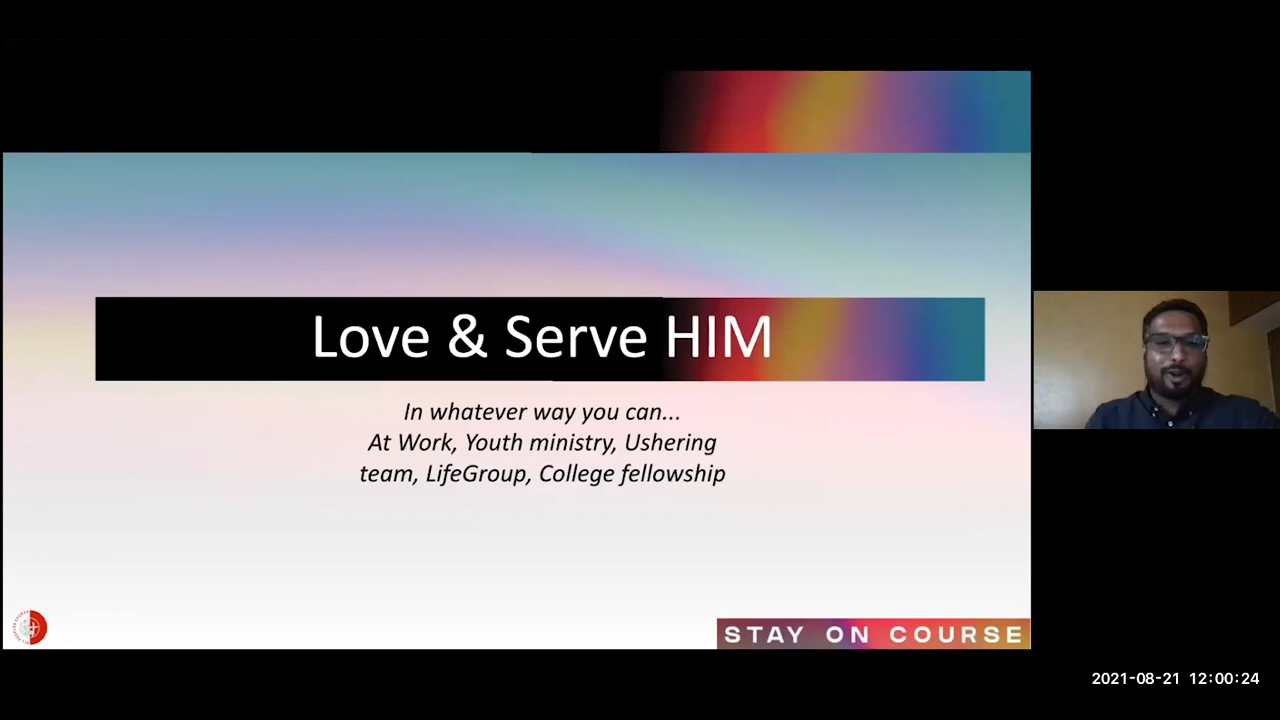 Love & Serve HIM
In whatever way you can...
At Work, Youth ministry, Ushering
team, LifeGroup, College fellowship
STAY ON COURSE
2021-08-21 12:00:24